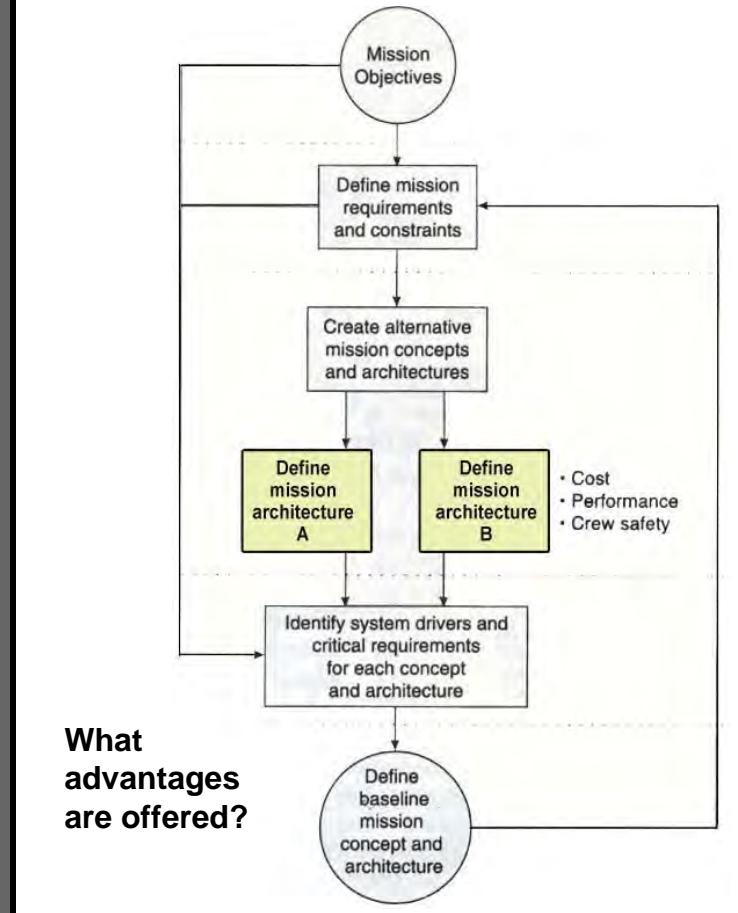 Mission
Objectives
Define mission
requirements
and constraints
Create alternative
mission concepts
and architectures
Define
mission
architecture
A
Define
mission
architecture
B
• Cost
• Performance
• Crew safety
Identify system drivers and
critical requirements
for each concept
and architecture
What
advantages
are offered?
Define
baseline
mission
concept and
architecture